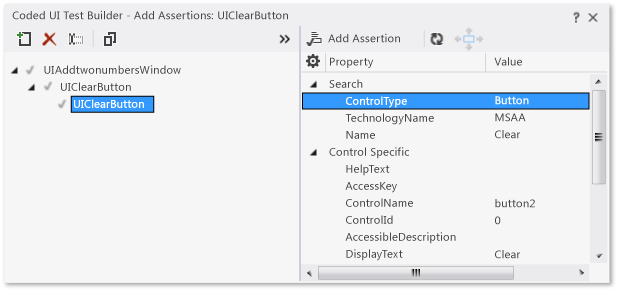 Coded UI Test Builder - Add Assertions: UIClearButton
? ×
» Add Assertion
Property Value
UIAddtwonumbersWindow
UIClearButton
UIClearButton
Search
ControlType Button
TechnologyName MSAA
Name Clear
Control Specific
HelpText
AccessKey
ControlName button2
ControlId 0
AccessibleDescription
DisplayText Clear